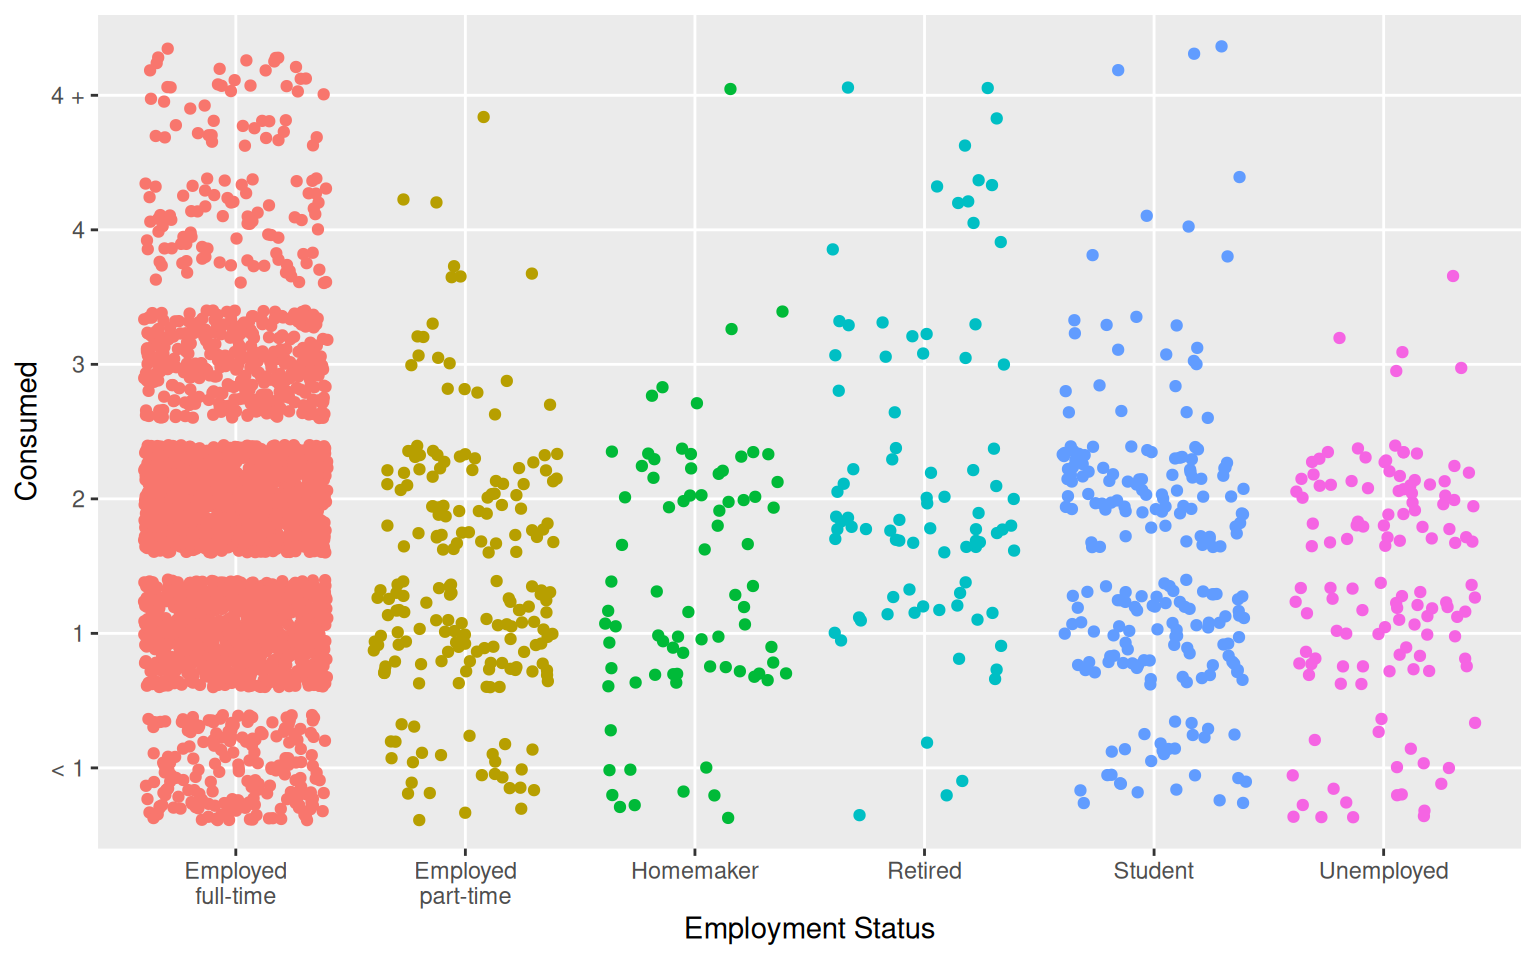 4 +
4
3
2
1
< 1
Consumed
Employed
full-time
Employed
part-time
Homemaker
Retired
Student
Unemployed
Employment Status